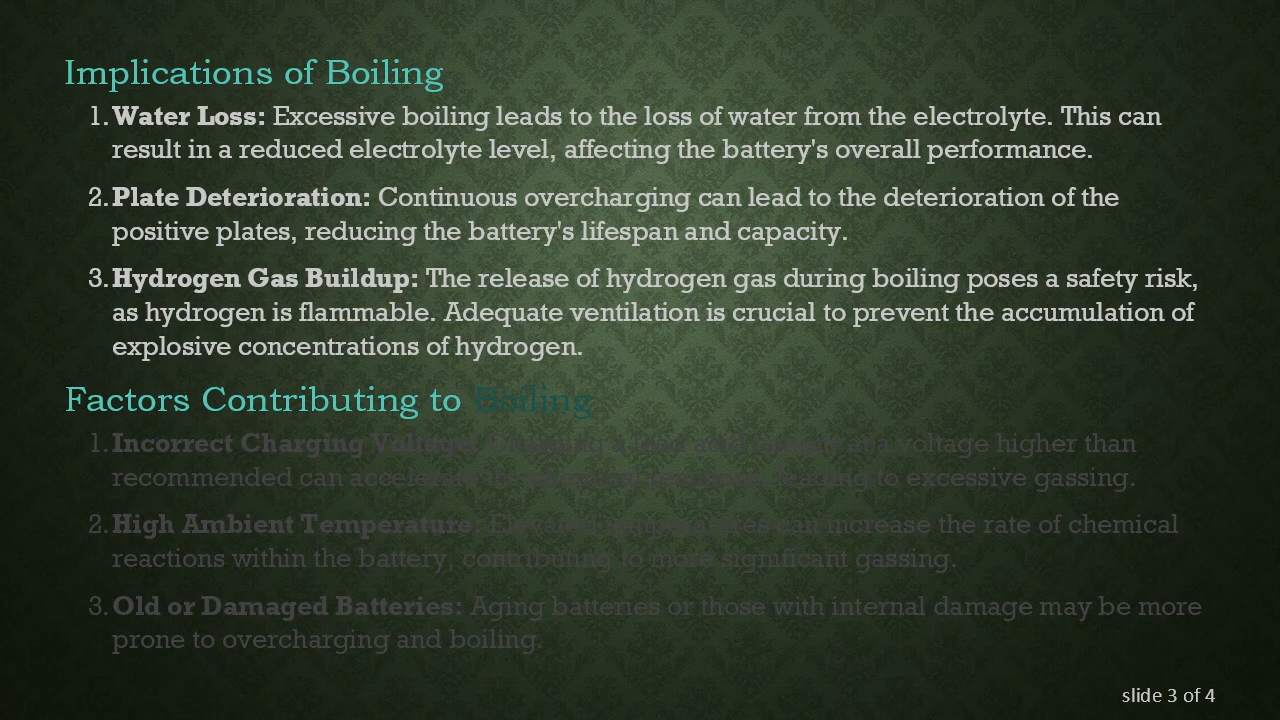 Implications of Boiling
1. Water Loss: Excessive boiling leads to the loss of water from the electrolyte. This can
result in a reduced electrolyte level, affecting the battery's overall performance.
2. Plate Deterioration: Continuous overcharging can lead to the deterioration of the
positive plates, reducing the battery's lifespan and capacity.
3. Hydrogen Gas Buildup: The release of hydrogen gas during boiling poses a safety risk,
as hydrogen is flammable. Adequate ventilation is crucial to prevent the accumulation of
explosive concentrations of hydrogen.
Factors Contributing to Boiling
1. Incorrect Charging Voltage: Charging a lead-acid battery at a voltage higher than
recommended can accelerate the reactions, leading to excessive gassing.
2. High Ambient Temperature: Elevated temperatures can increase the rate of chemical
reactions within the battery, contributing to more significant gassing.
3. Old or Damaged Batteries: Aging batteries or those with internal damage may be more
prone to overcharging and boiling.
slide 3 of 4